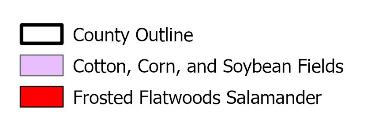 County Outline
Cotton, Corn, and Soybean Fields
Frosted Flatwoods Salamander